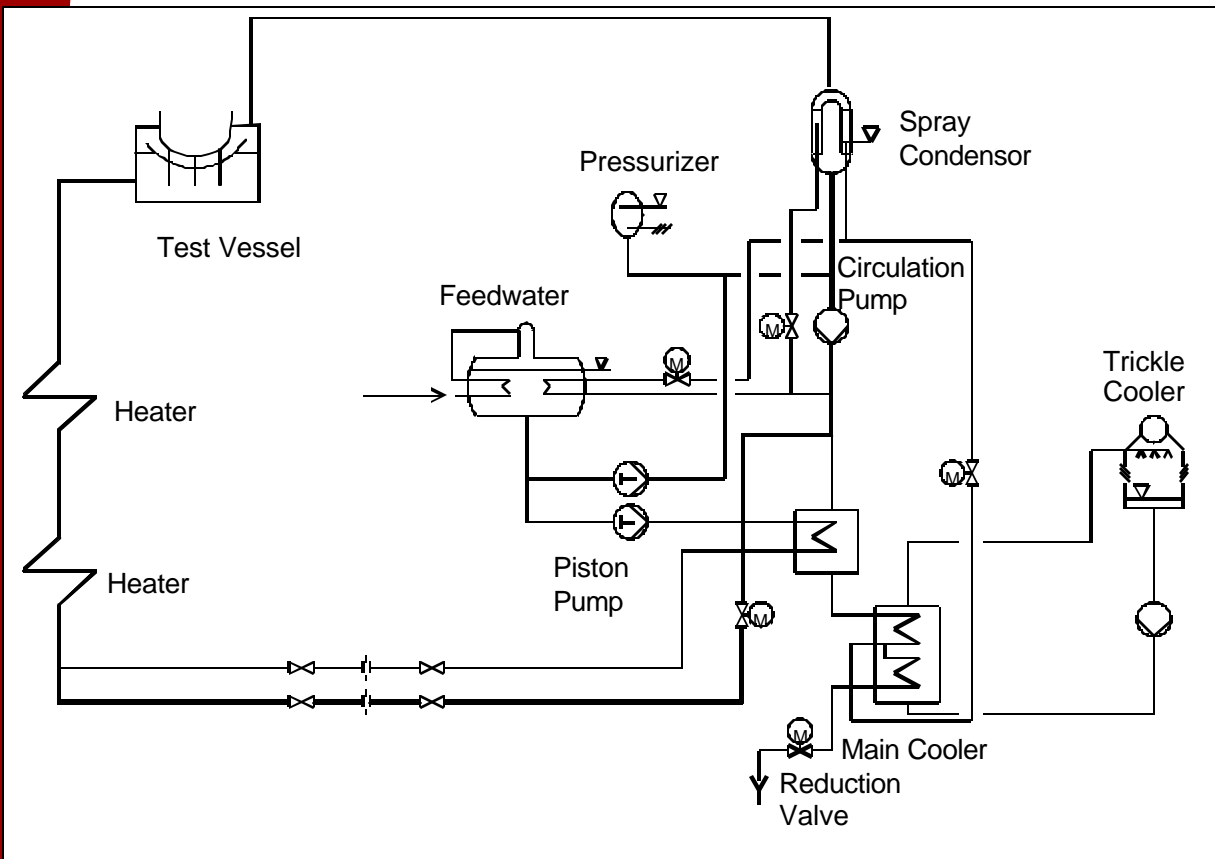 Spray
Condensor
Pressurizer
Test Vessel
Circulation
Pump
Feedwater
M
M
Trickle
Cooler
Heater
M
Piston
Pump
Heater
M
Main Cooler
M
Reduction
Valve